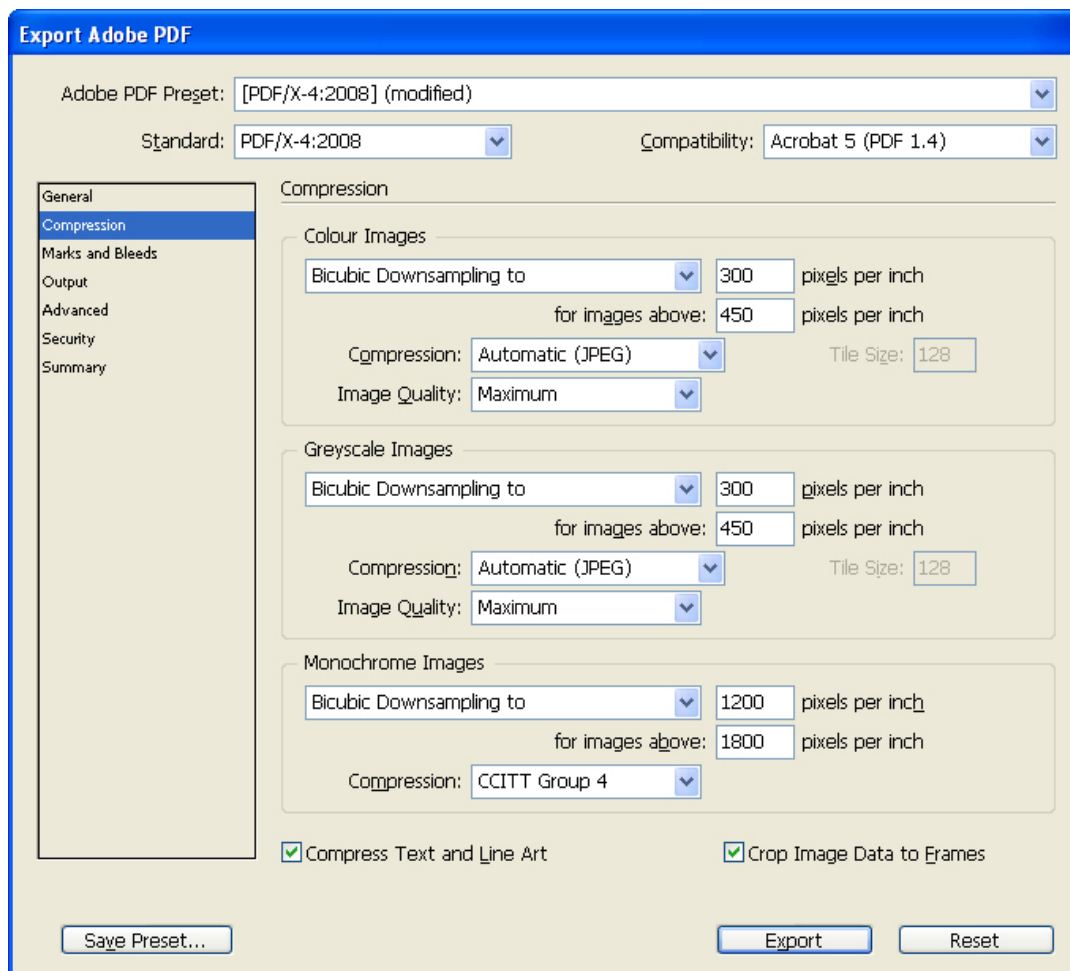 Export Adobe PDF
Adobe PDF Preset: [PDF/X-4:2008] (modified)
Standard: PDF/X-4:2008 Compatibility: Acrobat 5 (PDF 1.4)
General
Compression
Marks and Bleeds
Output
Advanced
Security
Summary
Compression
Colour Images
Bicubic Downsampling to 300 pixels per inch
for images above: 450 pixels per inch
Compression: Automatic (JPEG) Tile Size: 128
Image Quality: Maximum
Greyscale Images
Bicubic Downsampling to 300 pixels per inch
for images above: 450 pixels per inch
Compression: Automatic (JPEG) Tile Size: 128
Image Quality: Maximum
Monochrome Images
Bicubic Downsampling to 1200 pixels per inch
for images above: 1800 pixels per inch
Compression: CCITT Group 4
Compress Text and Line Art Crop Image Data to Frames
Save Preset... Export Reset